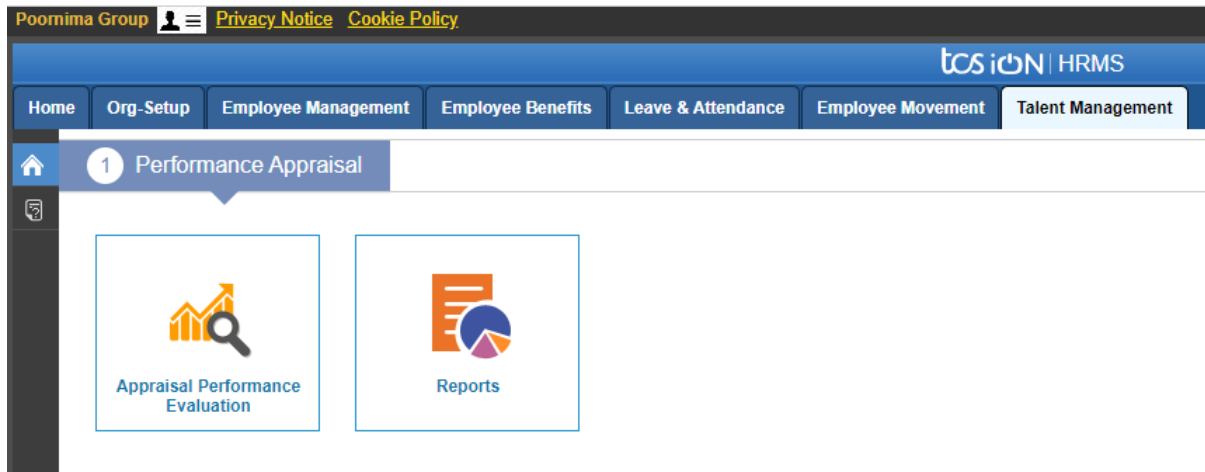 Poornima Group Privacy Notice Cookie Policy
tcs iON | HRMS
Home Org-Setup Employee Management Employee Benefits Leave & Attendance Employee Movement Talent Management
1 Performance Appraisal
Appraisal Performance
Evaluation
Reports